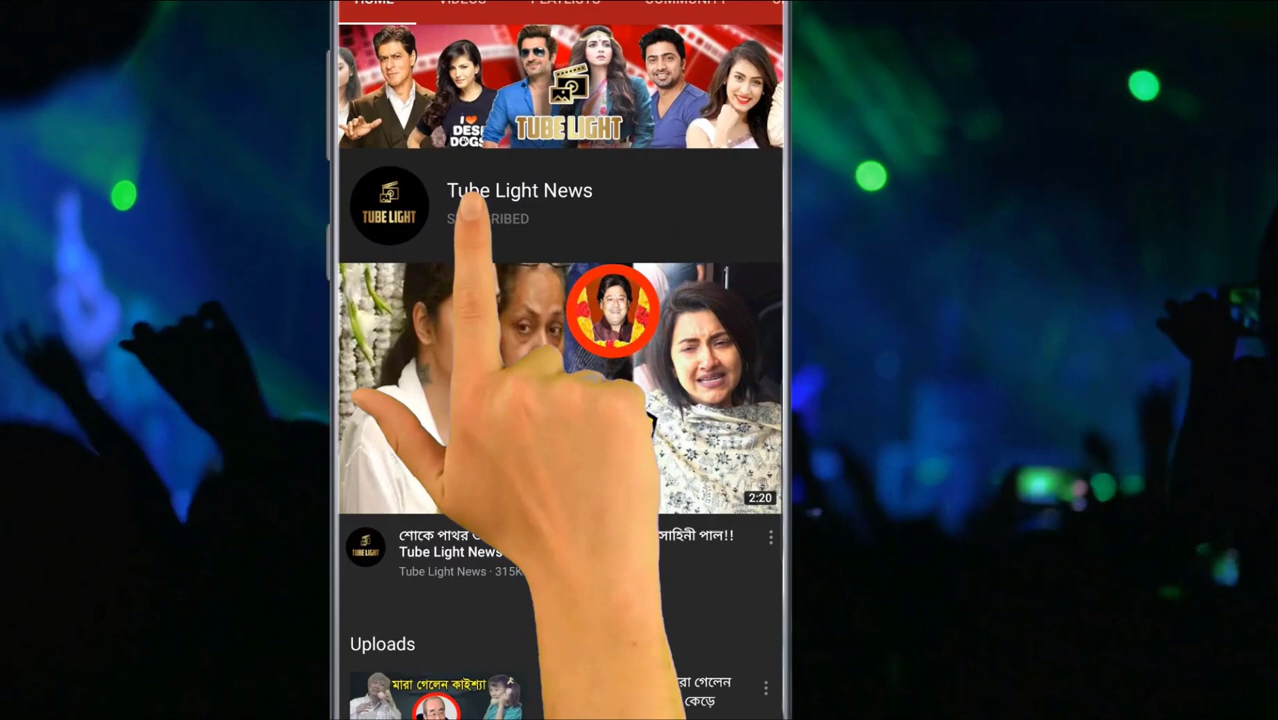 HOME VIDEOS PLAYLISTS COMMUNITY
I
DESI
DOGS
TUBE LIGHT
TUBE LIGHT
Tube Light News
SUBSCRIBED
2:20
শোকে পাথর সাহিনী পাল!!
TUBE LIGHT
Tube Light News
Tube Light News · 315K
Uploads
মারা গেলেন কাইশ্যা
গেলেন
কেড়ে